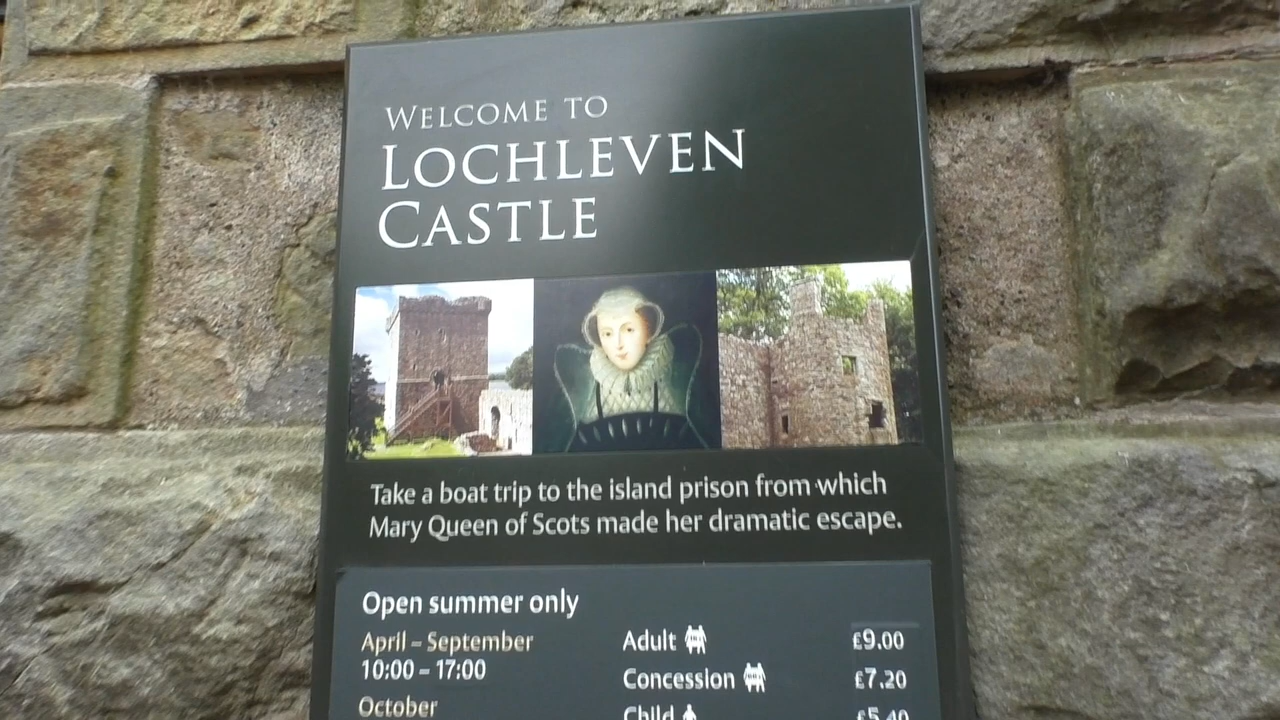 WELCOME TO
LOCHLEVEN
CASTLE
Take a boat trip to the island prison from which
Mary Queen of Scots made her dramatic escape.
Open summer only
April – September
10:00 – 17:00
October
Adult £9.00
Concession £7.20
Child £5.40